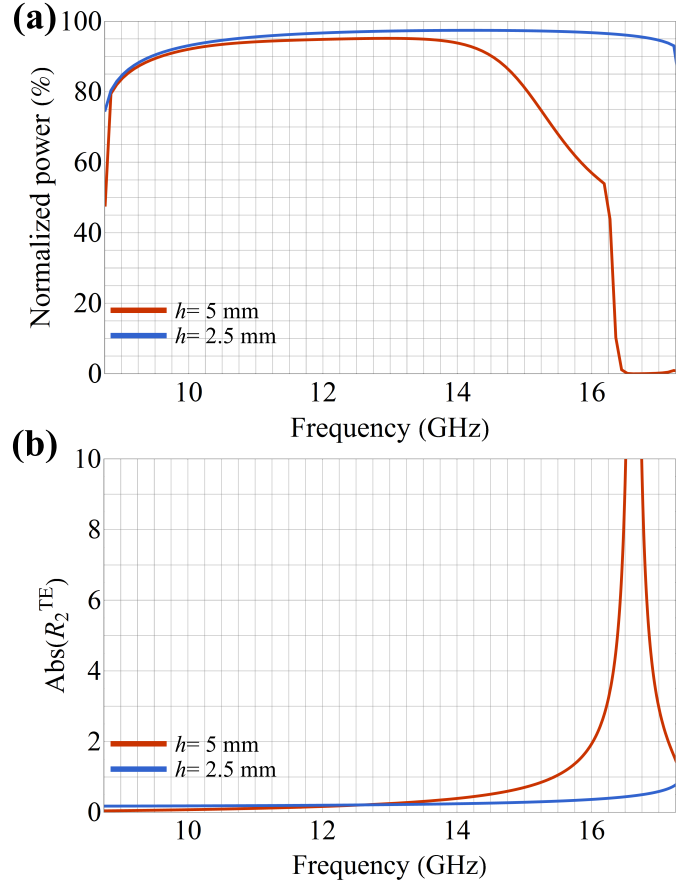 (a)
100
80
60
40
20
0
Normalized power (%)
h= 5 mm
h= 2.5 mm
10 12 14 16
Frequency (GHz)
(b)
10
8
6
4
2
0
Abs(R₂ᵀᴱ)
h= 5 mm
h= 2.5 mm
10 12 14 16
Frequency (GHz)